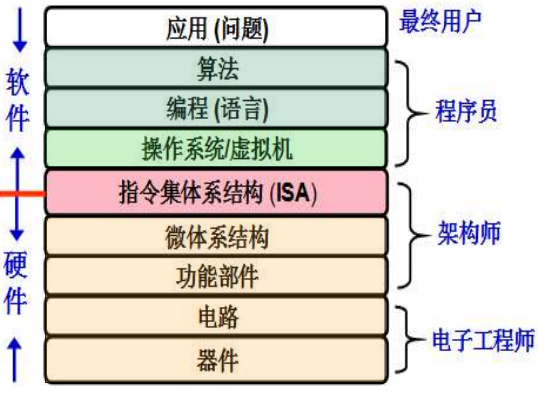 应用 (问题)
最终用户
算法
编程 (语言)
操作系统/虚拟机
程序员
软件
指令集体系结构 (ISA)
微体系结构
功能部件
架构师
硬件
电路
器件
电子工程师